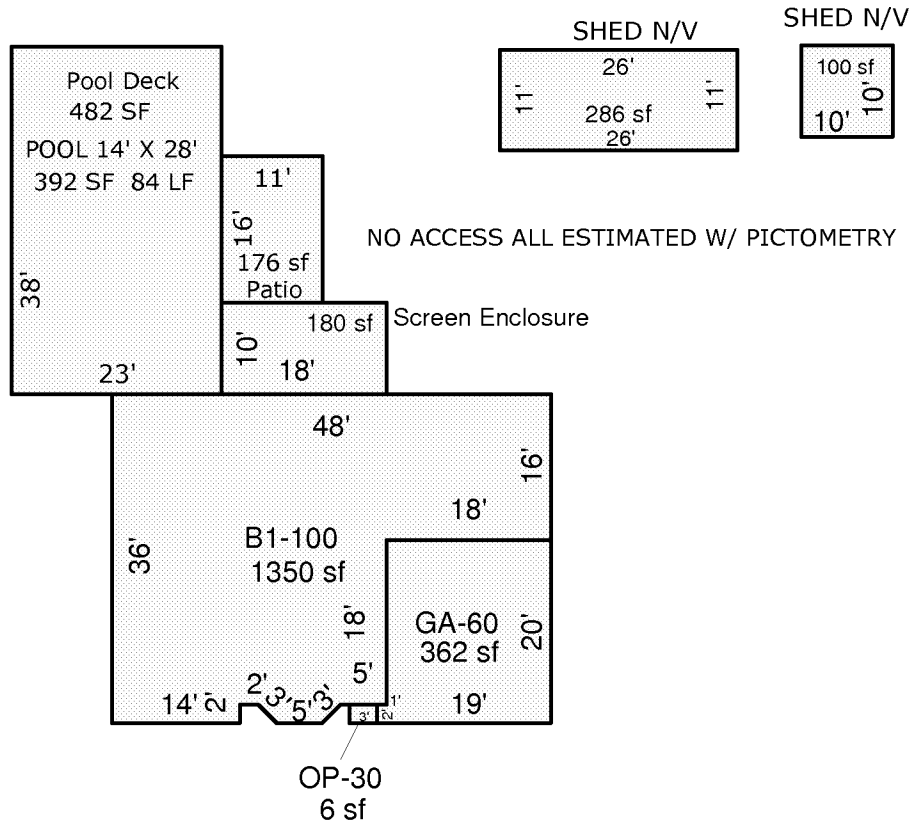 SHED N/V
SHED N/V
26'
11'
11'
286 sf
26'
100 sf
10'
10'
Pool Deck
482 SF
POOL 14' X 28'
392 SF 84 LF
38'
23'
11'
16'
176 sf
Patio
NO ACCESS ALL ESTIMATED W/ PICTOMETRY
180 sf
Screen Enclosure
10'
18'
48'
16'
18'
36'
B1-100
1350 sf
18'
GA-60
362 sf
20'
5'
14'
2'
2'
3'
5'
3'
3'
1'
2'
19'
OP-30
6 sf